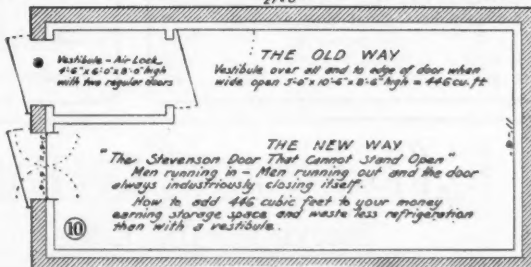 Vestibule - Air Lock
4'-6" x 6'-0" x 8'-0" high
with two regular doors
THE OLD WAY
Vestibule over all and to edge of door when
wide open 5'-0" x 10'-6" x 8'-6" high = 446 cu. ft
THE NEW WAY
"The Stevenson Door That Cannot Stand Open"
Men running in - Men running out and the door
always industriously closing itself.
How to add 446 cubic feet to your money
earning storage space and waste less refrigeration
than with a vestibule.
10